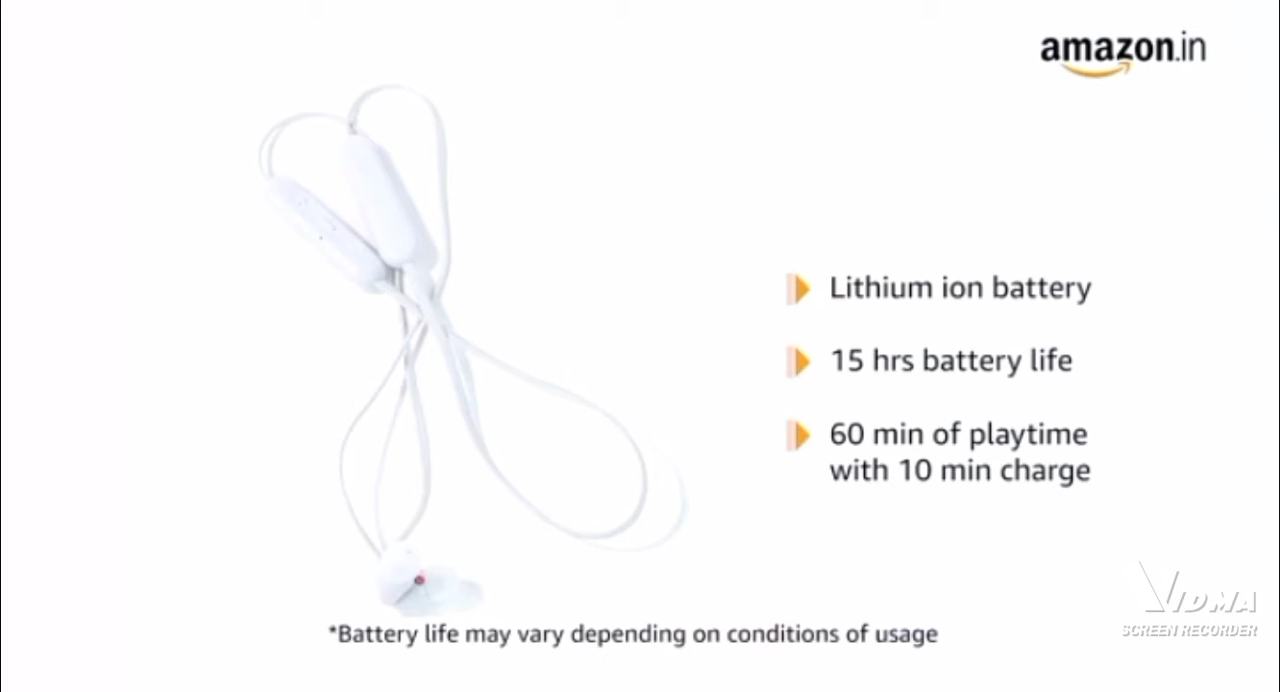 amazon.in
Lithium ion battery
15 hrs battery life
60 min of playtime
with 10 min charge
*Battery life may vary depending on conditions of usage
VIDMA
SCREEN RECORDER